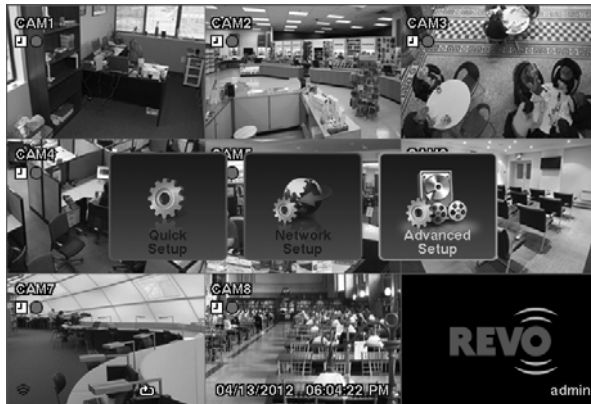 CAM1
CAM2
CAM3
CAM4
CAM5
Quick
Setup
Network
Setup
Advanced
Setup
CAM7
CAM8
REVO
04/13/2012 06:04:22 PM
admin